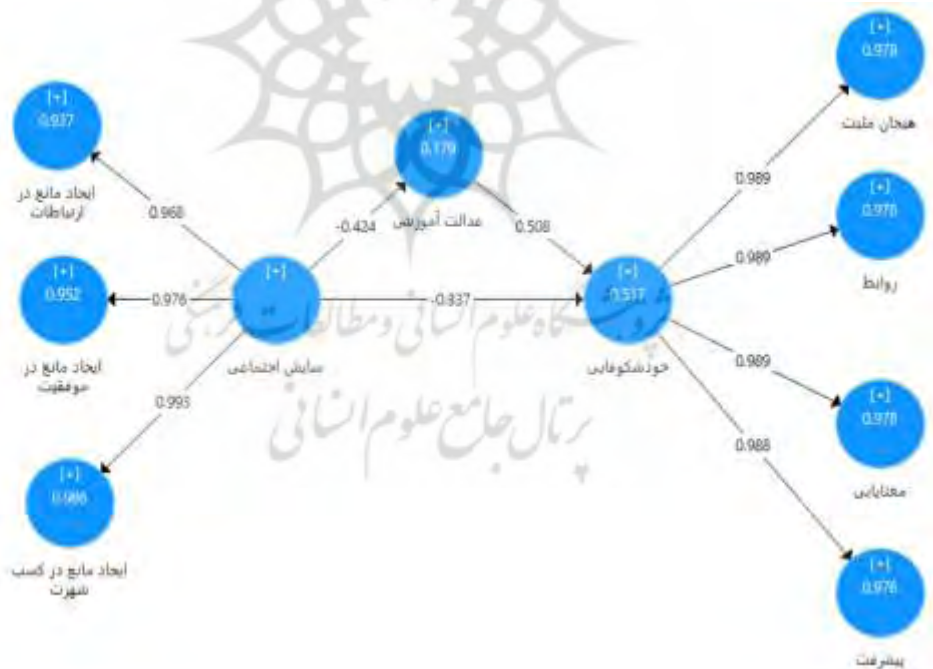 [+]
0.978
هیجان مثبت
[+]
0.937
ایجاد مانع در
ارتباطات
[+]
0.179
عدالت آموزشی
0.968
-0.424
0.508
0.989
[+]
0.978
روابط
0.989
[+]
0.952
ایجاد مانع در
موفقیت
0.976
[+]
سایش اجتماعی
-0.337
[+]
0.537
خودشکوفایی
پژوهشگاه علوم انسانی و مطالعات فرهنگی
پرتال جامع علوم انسانی
0.993
0.989
[+]
0.978
معنایابی
0.988
[+]
0.986
ایجاد مانع در کسب
شهرت
[+]
0.976
پیشرفت